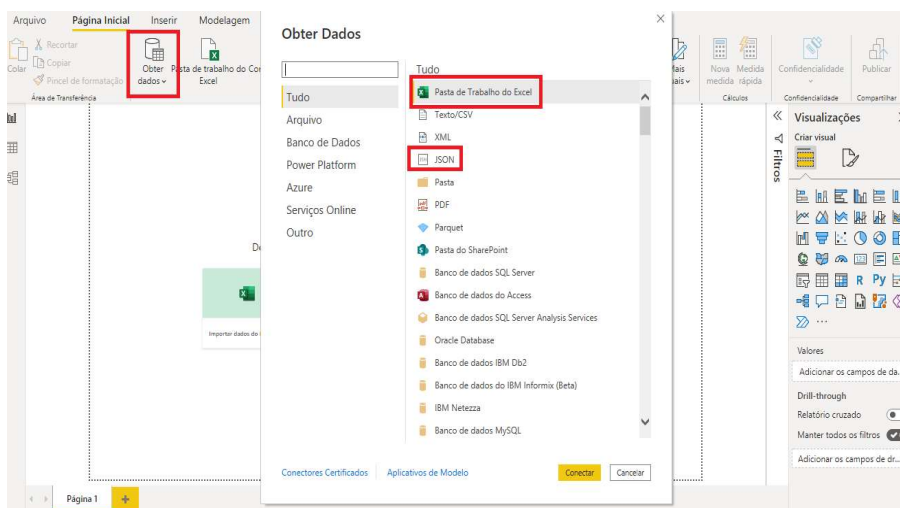 Arquivo Página Inicial Inserir Modelagem
Recortar
Copiar
Pincel de formatação
Colar
Área de Transferência
Obter dados
Pasta de trabalho do Excel
Obter Dados
Tudo
Arquivo
Banco de Dados
Power Platform
Azure
Serviços Online
Outro
Tudo
Pasta de Trabalho do Excel
Texto/CSV
XML
JSON
Pasta
PDF
Parquet
Pasta do SharePoint
Banco de dados SQL Server
Banco de dados do Access
Banco de dados SQL Server Analysis Services
Oracle Database
Banco de dados IBM Db2
Banco de dados do IBM Informix (Beta)
IBM Netezza
Banco de dados MySQL
Conectores Certificados Aplicativos de Modelo
Conectar Cancelar
Importar dados do
Nova medida
Medida rápida
Cálculos
Confidencialidade
Confidencialidade
Publicar
Compartilhar
Filtros
Visualizações
Criar visual
123
R Py
Valores
Adicionar os campos de da...
Drill-through
Relatório cruzado
Manter todos os filtros
Adicionar os campos de dr...
Página 1